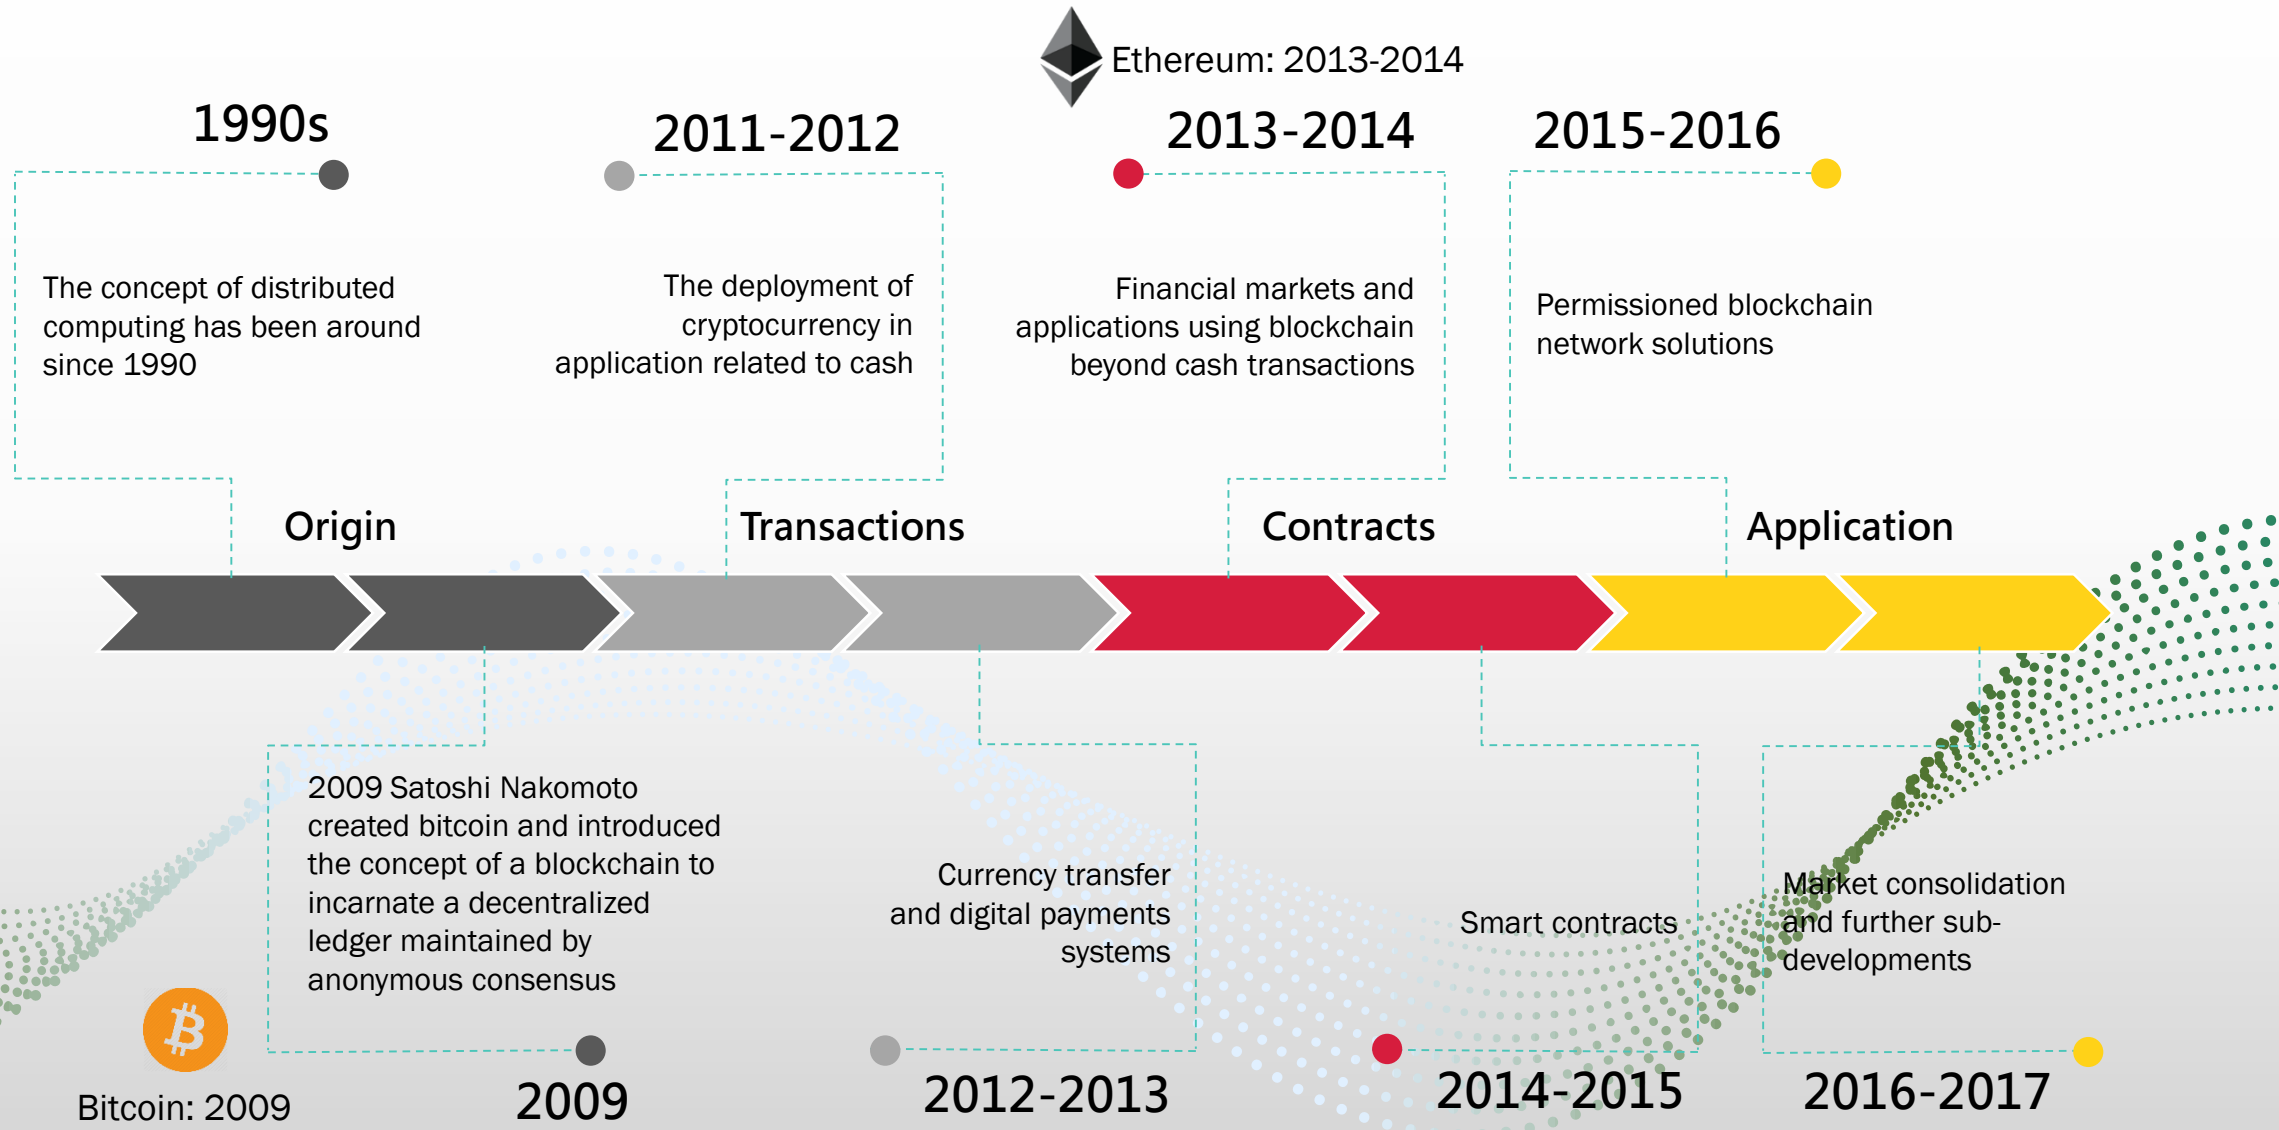 Ethereum: 2013-2014
1990s
2011-2012
2013-2014
2015-2016
The concept of distributed
computing has been around
since 1990
The deployment of
cryptocurrency in
application related to cash
Financial markets and
applications using blockchain
beyond cash transactions
Permissioned blockchain
network solutions
Origin
Transactions
Contracts
Application
2009 Satoshi Nakomoto
created bitcoin and introduced
the concept of a blockchain to
incarnate a decentralized
ledger maintained by
anonymous consensus
Currency transfer
and digital payments
systems
Smart contracts
Market consolidation
and further sub-
developments
Bitcoin: 2009
2009
2012-2013
2014-2015
2016-2017